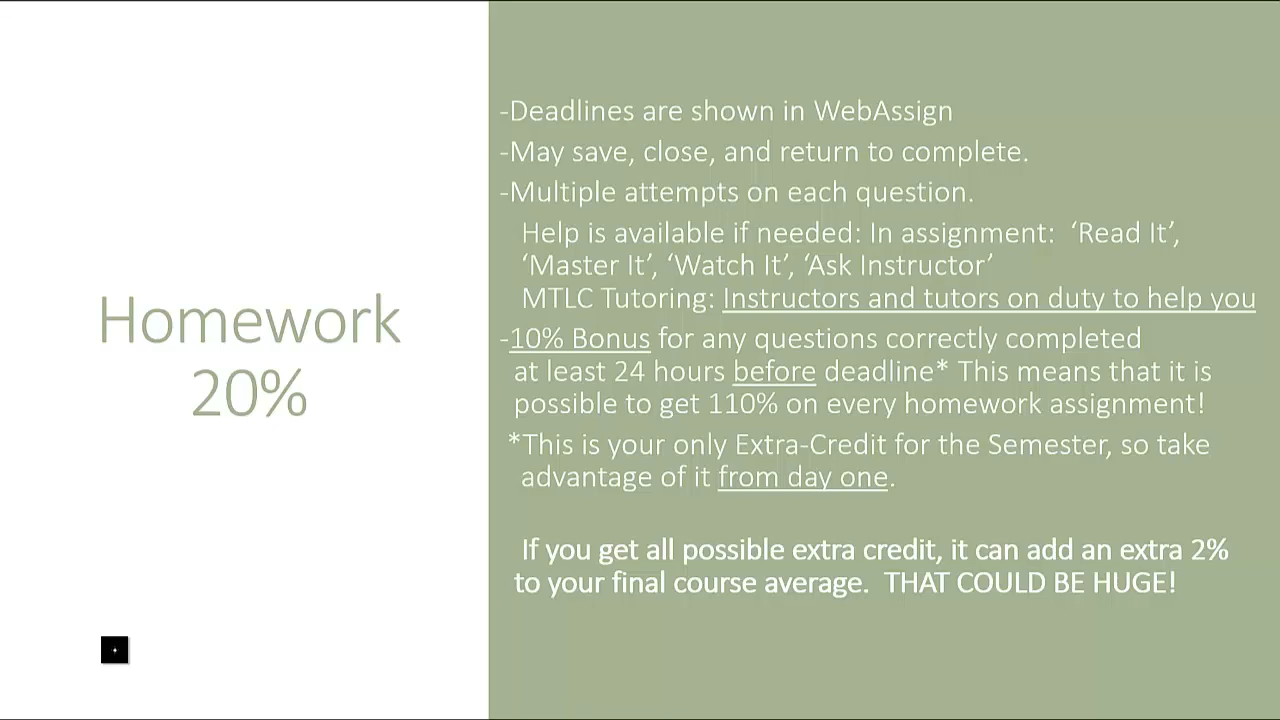 Homework
20%
-Deadlines are shown in WebAssign
-May save, close, and return to complete.
-Multiple attempts on each question.
Help is available if needed: In assignment: ‘Read It’,
‘Master It’, ‘Watch It’, ‘Ask Instructor’
MTLC Tutoring: Instructors and tutors on duty to help you
-10% Bonus for any questions correctly completed
at least 24 hours before deadline* This means that it is
possible to get 110% on every homework assignment!
*This is your only Extra-Credit for the Semester, so take
advantage of it from day one.
If you get all possible extra credit, it can add an extra 2%
to your final course average. THAT COULD BE HUGE!